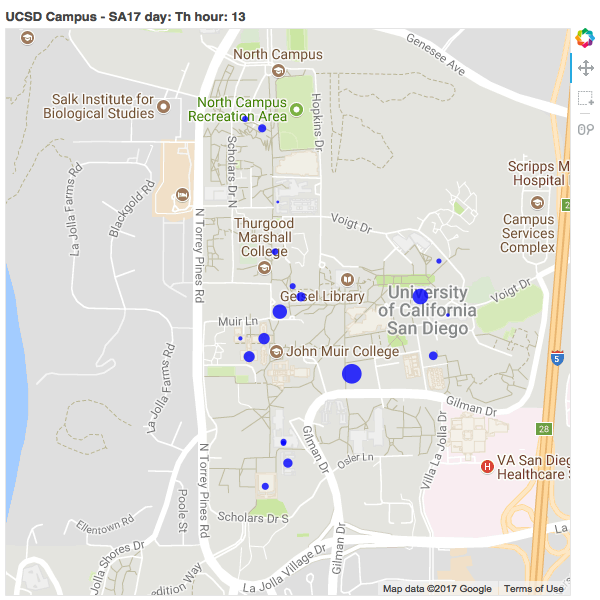 UCSD Campus - SA17 day: Th hour: 13
Genesee Ave
North Campus
Salk Institute for
Biological Studies
North Campus
Recreation Area
Hopkins Dr
Scholars Dr N
Scripps M
Hospital
La Jolla Farms Rd
Blackgold Rd
2
N Torrey Pines Rd
Thurgood
Marshall
College
Voigt Dr
Campus
Services
Complex
Geisel Library
University
of California
San Diego
Voigt Dr
Muir Ln
John Muir College
5
La Jolla Farms Rd
Gilman Dr
28
Gilman Dr
Villa La Jolla Dr
Osler Ln
VA San Dieg
Healthcare S
H
N Torrey Pines Rd
Poole St
Ellentown Rd
Scholars Dr S
Gilman Dr
La
La Jolla Shores Dr
edition Way
La Jolla Village Dr
Map data ©2017 Google Terms of Use